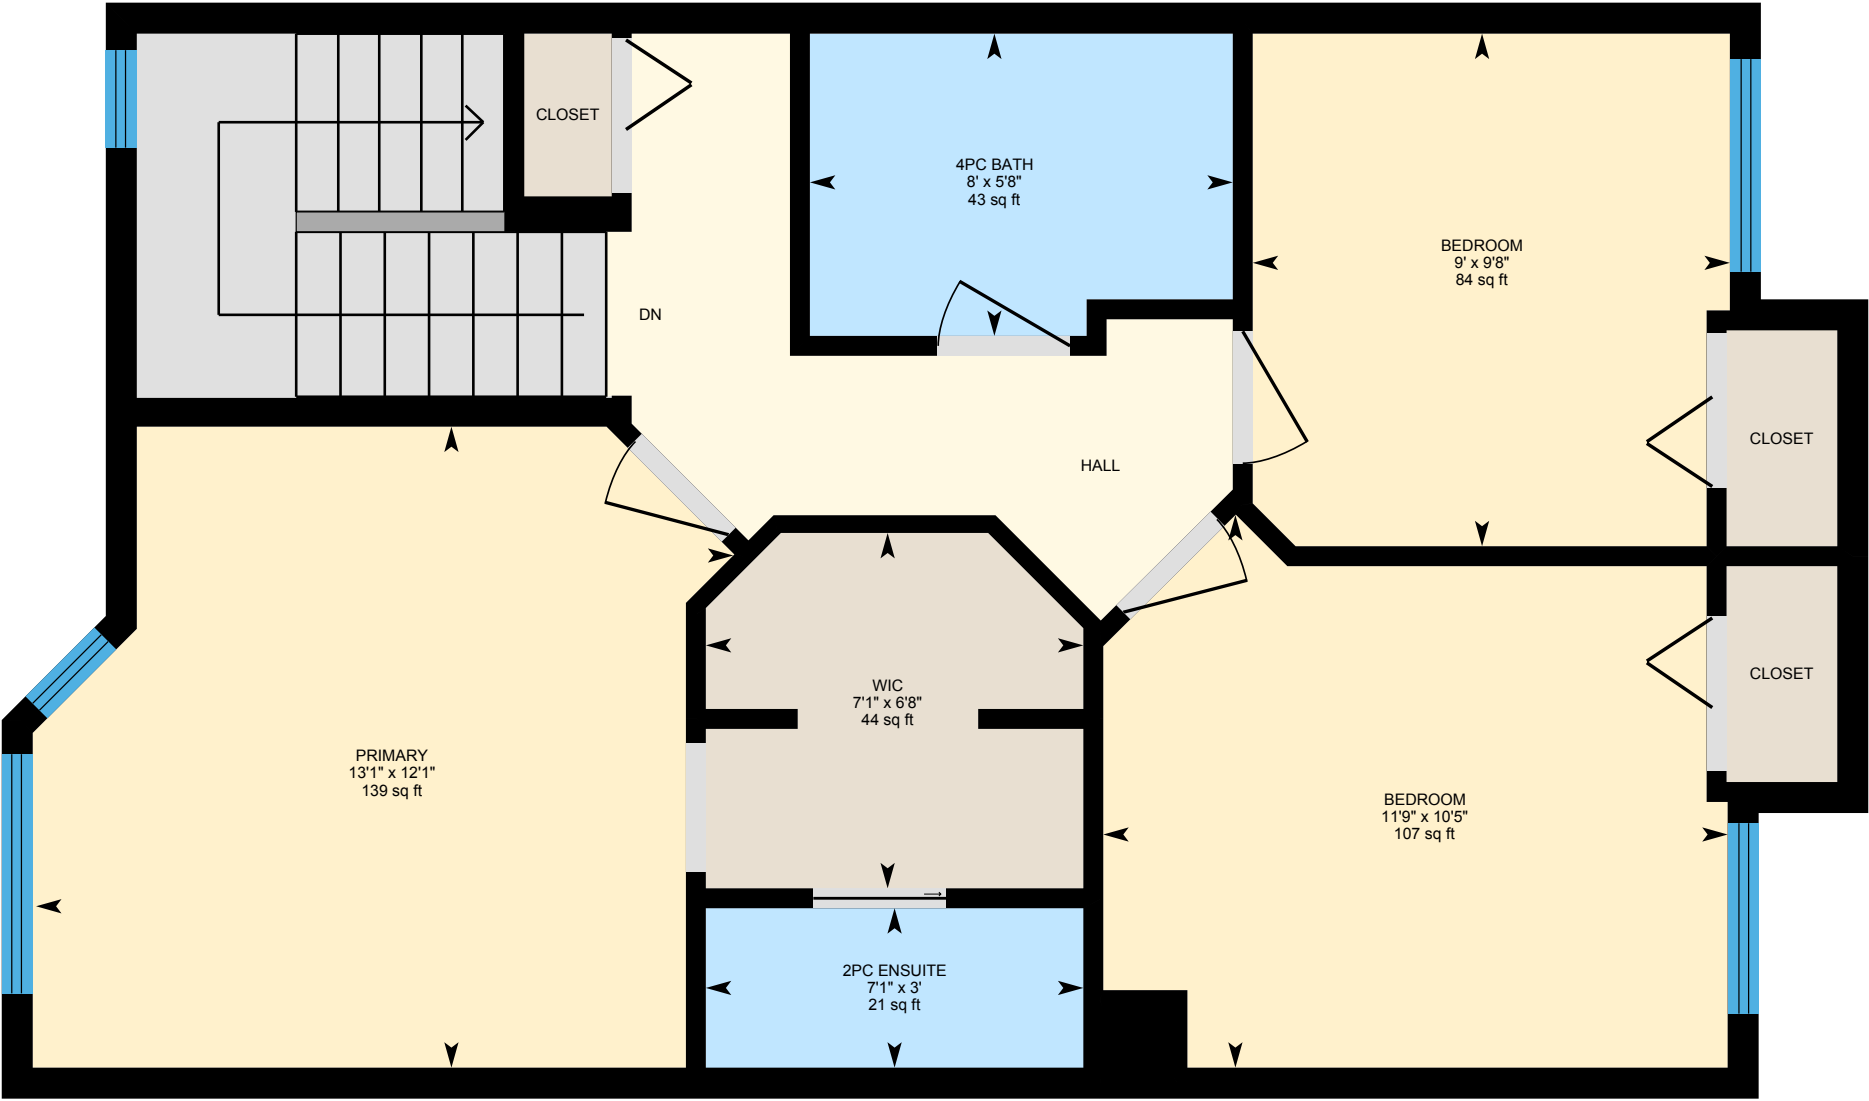 CLOSET
4PC BATH
8' x 5'8"
43 sq ft
BEDROOM
9' x 9'8"
84 sq ft
DN
HALL
CLOSET
WIC
7'1" x 6'8"
44 sq ft
CLOSET
PRIMARY
13'1" x 12'1"
139 sq ft
BEDROOM
11'9" x 10'5"
107 sq ft
2PC ENSUITE
7'1" x 3'
21 sq ft